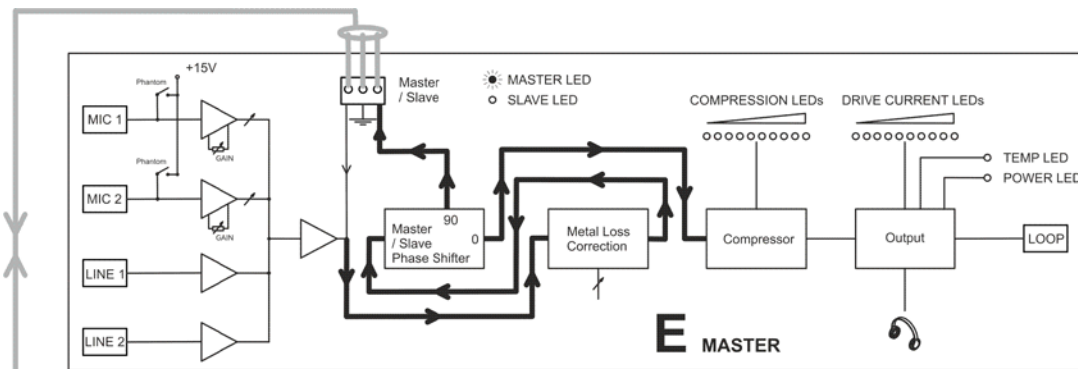 +15V
Phantom
MIC 1
GAIN
Phantom
MIC 2
GAIN
LINE 1
LINE 2
Master
/ Slave
MASTER LED
SLAVE LED
COMPRESSION LEDs
DRIVE CURRENT LEDs
TEMP LED
POWER LED
90
0
Master
/ Slave
Phase Shifter
Metal Loss
Correction
Compressor
Output
LOOP
E MASTER